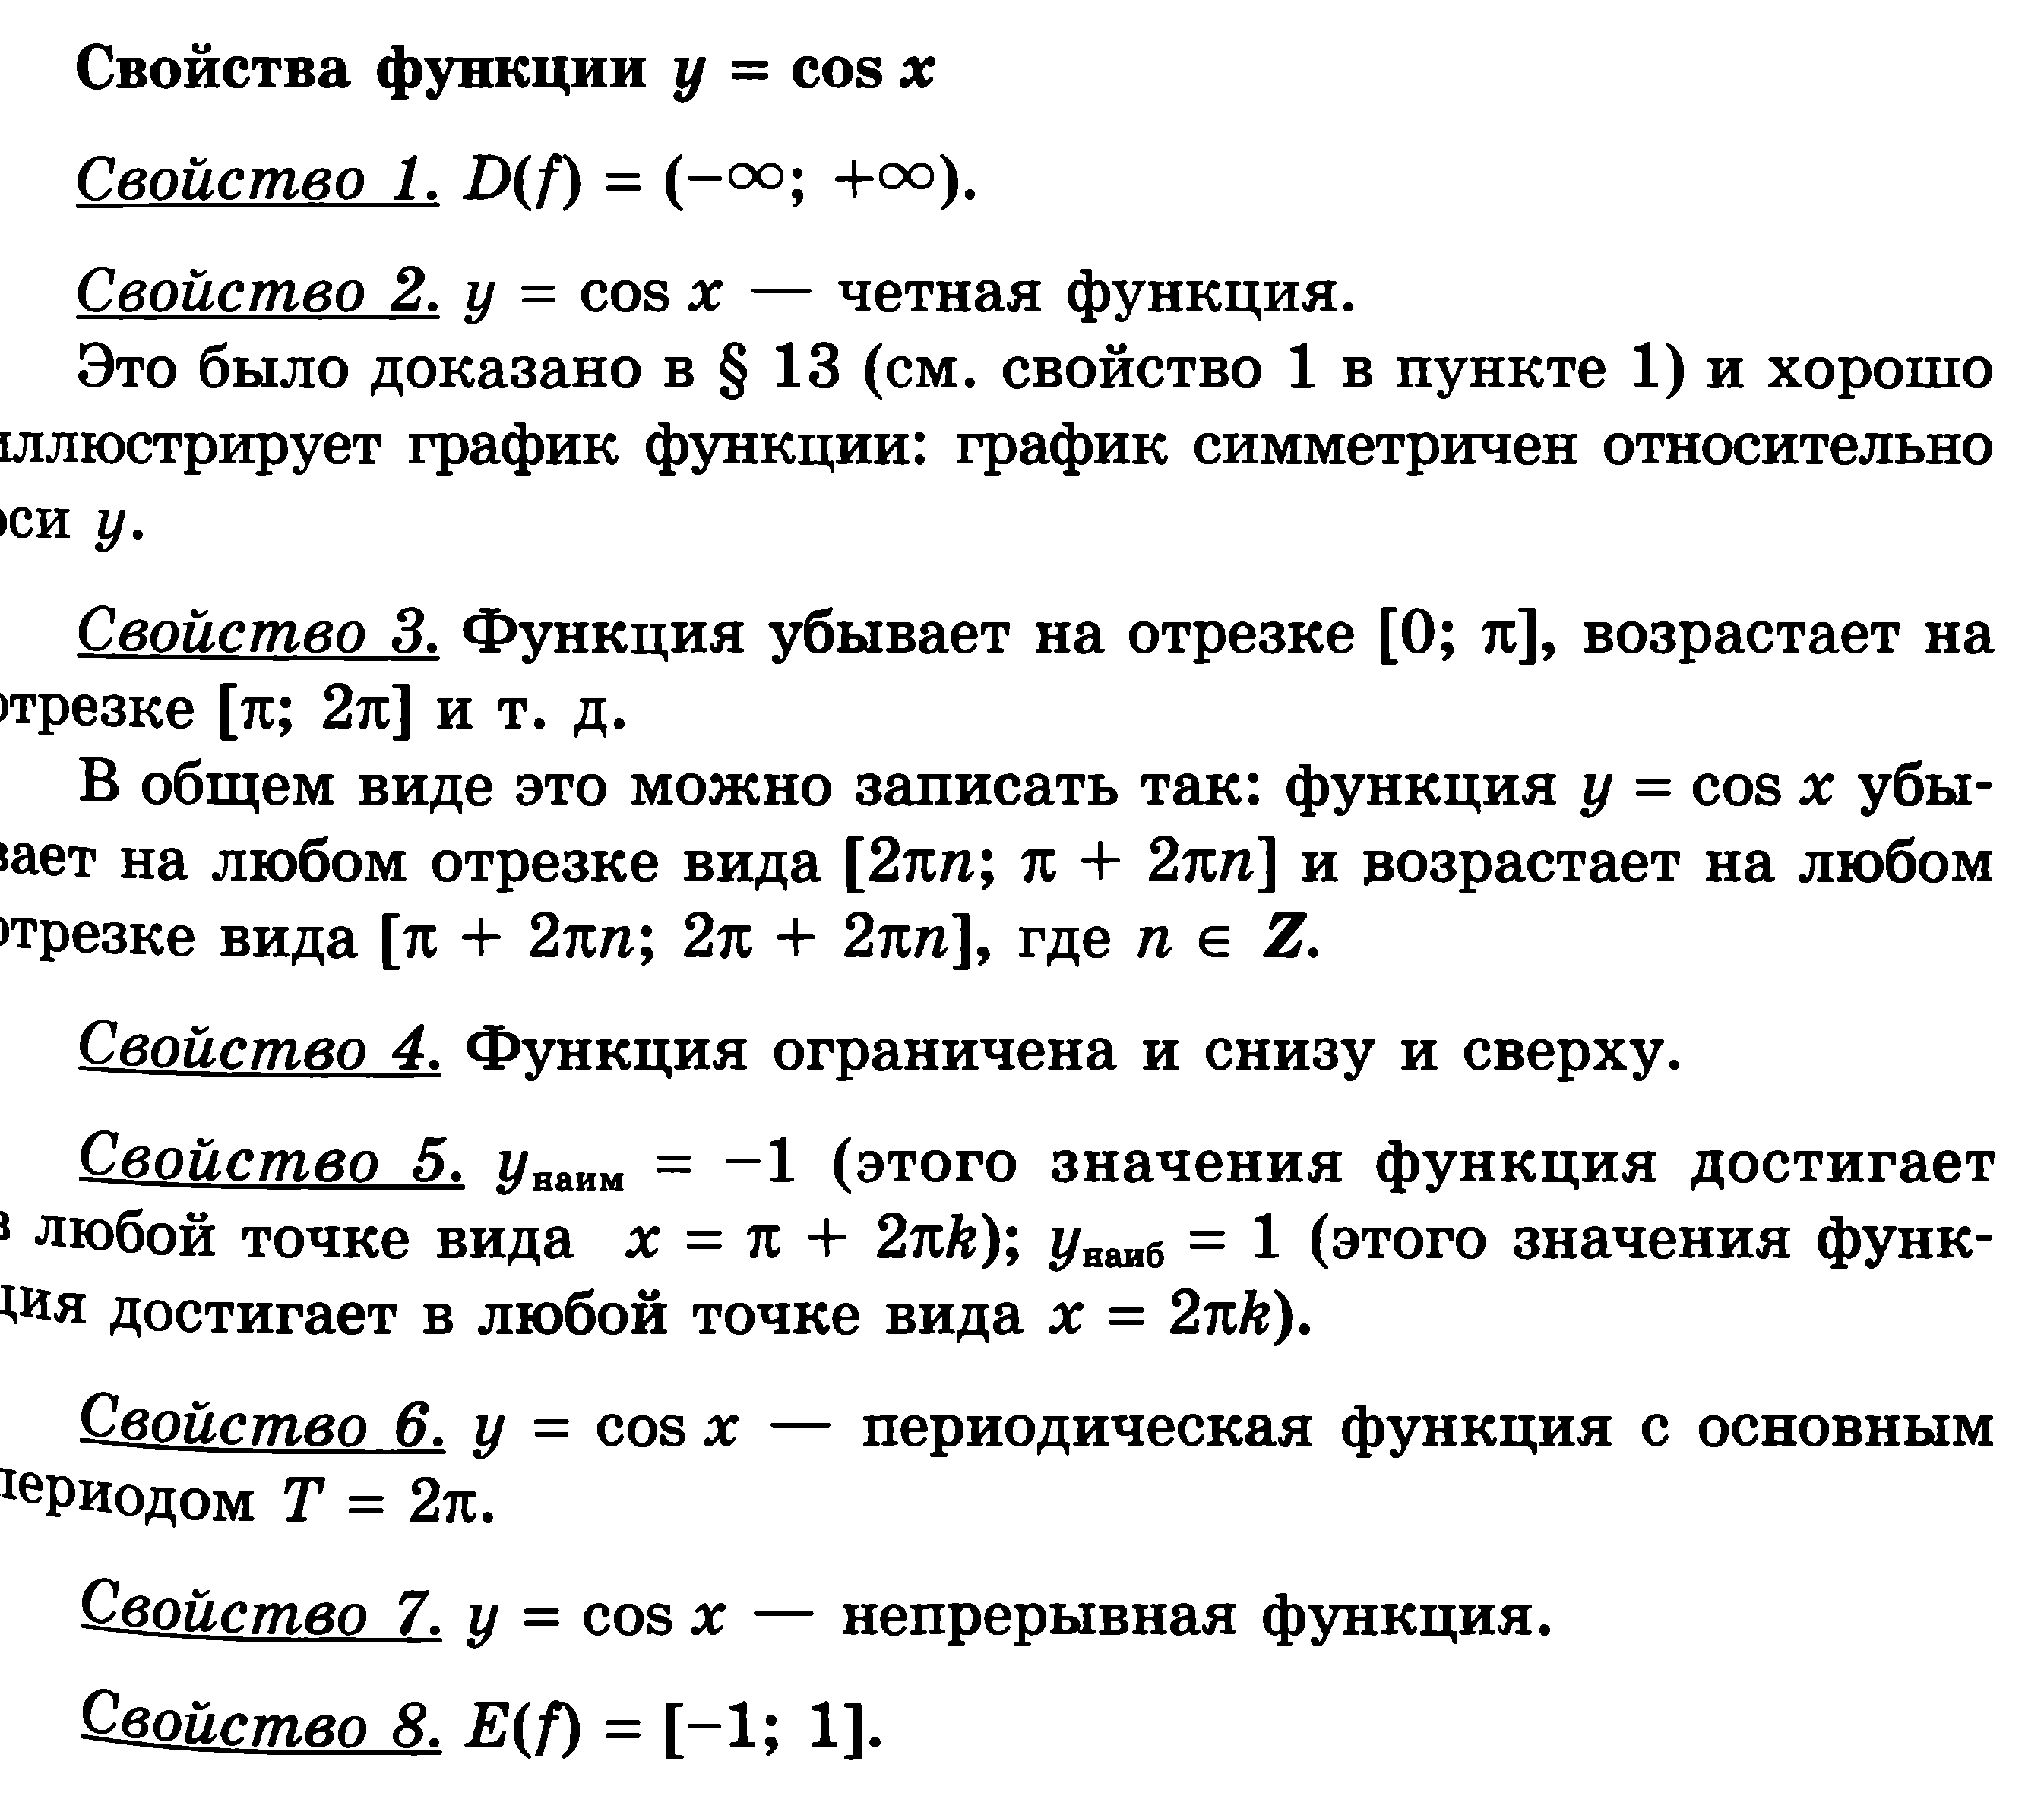 Свойства функции y = cos x
Свойство 1. D(f) = (−∞; +∞).
Свойство 2. y = cos x — четная функция.
Это было доказано в § 13 (см. свойство 1 в пункте 1) и хорошо
иллюстрирует график функции: график симметричен относительно
оси y.
Свойство 3. Функция убывает на отрезке [0; π], возрастает на
отрезке [π; 2π] и т. д.
В общем виде это можно записать так: функция y = cos x убы-
вает на любом отрезке вида [2πn; π + 2πn] и возрастает на любом
отрезке вида [π + 2πn; 2π + 2πn], где n ∈ Z.
Свойство 4. Функция ограничена и снизу и сверху.
Свойство 5. yнаим = −1 (этого значения функция достигает
в любой точке вида x = π + 2πk); yнаиб = 1 (этого значения функ-
ция достигает в любой точке вида x = 2πk).
Свойство 6. y = cos x — периодическая функция с основным
периодом T = 2π.
Свойство 7. y = cos x — непрерывная функция.
Свойство 8. E(f) = [−1; 1].